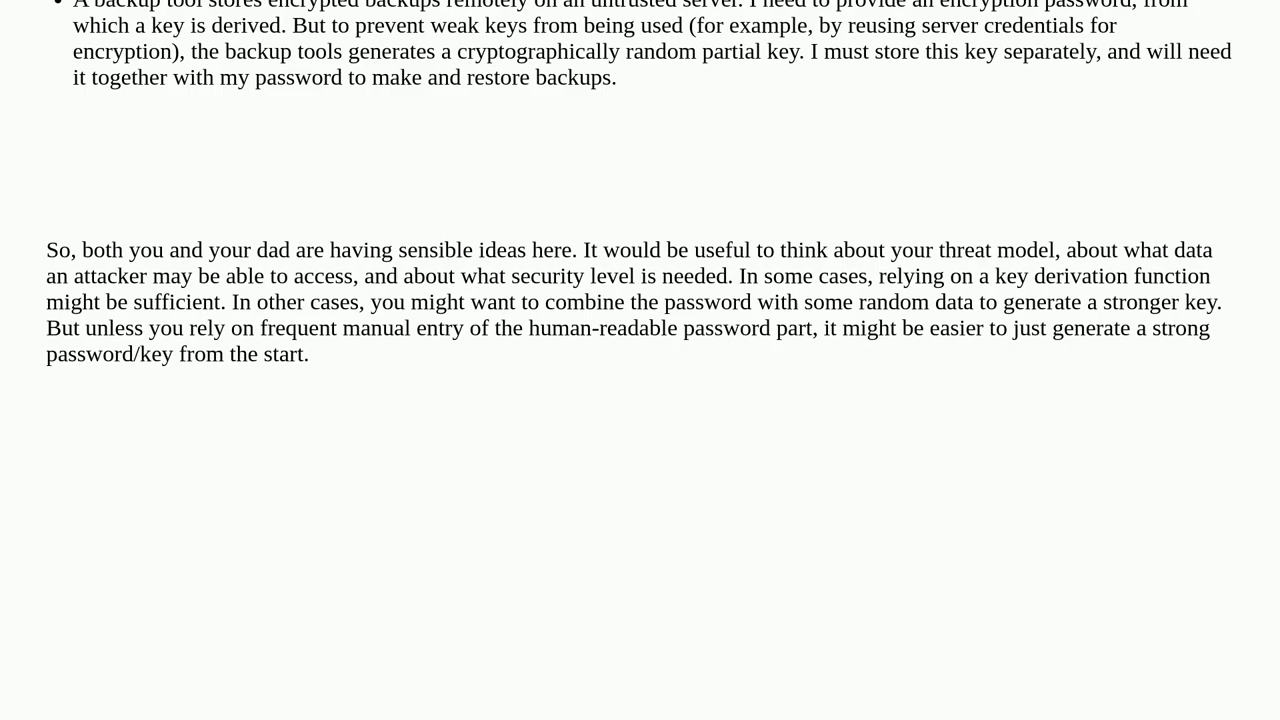 • A backup tool stores encrypted backups remotely on an untrusted server. I need to provide an encryption password, from
which a key is derived. But to prevent weak keys from being used (for example, by reusing server credentials for
encryption), the backup tools generates a cryptographically random partial key. I must store this key separately, and will need
it together with my password to make and restore backups.
So, both you and your dad are having sensible ideas here. It would be useful to think about your threat model, about what data
an attacker may be able to access, and about what security level is needed. In some cases, relying on a key derivation function
might be sufficient. In other cases, you might want to combine the password with some random data to generate a stronger key.
But unless you rely on frequent manual entry of the human-readable password part, it might be easier to just generate a strong
password/key from the start.